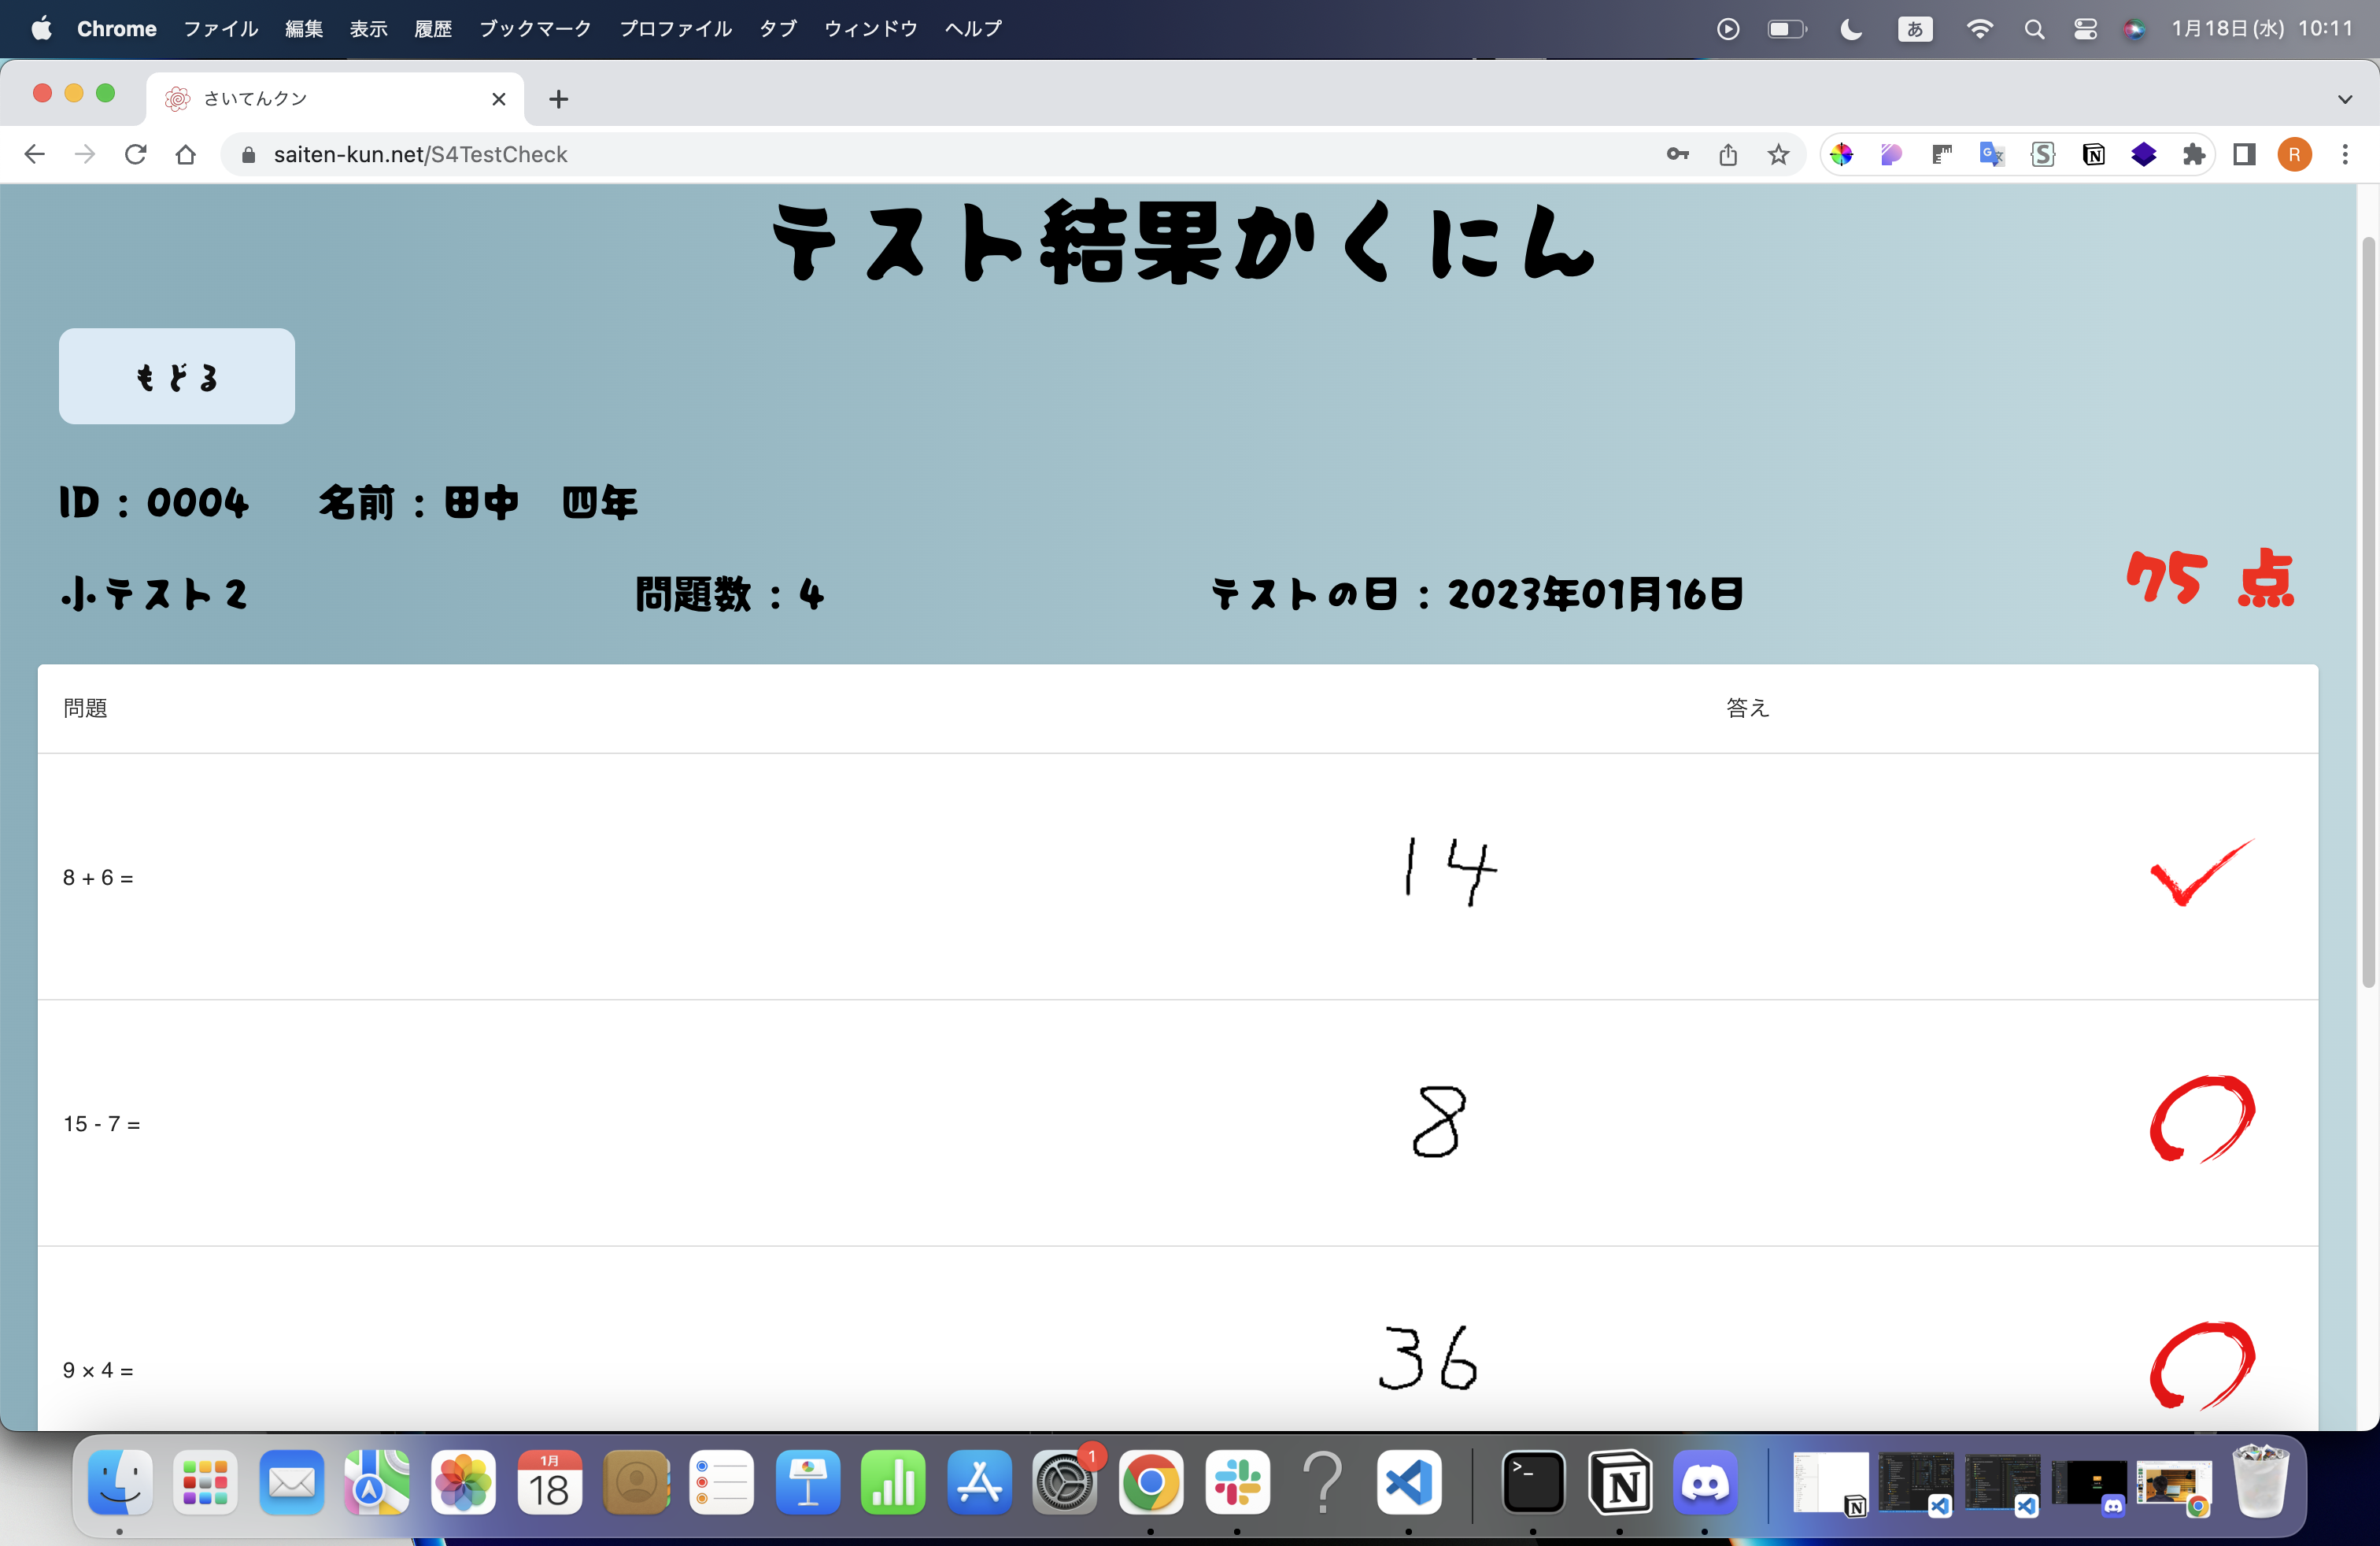 Chrome ファイル 編集 表示 履歴 ブックマーク プロファイル タブ ウィンドウ ヘルプ あ 1月18日(水) 10:11
さいてんクン
saiten-kun.net/S4TestCheck R
テスト結果かくにん
もどる
ID : 0004 名前 : 田中 四年
小テスト2 問題数 : 4 テストの日 : 2023年01月16日 75 点
問題 答え
8 + 6 = 14
15 - 7 = 8
9 × 4 = 36
1月
18
1